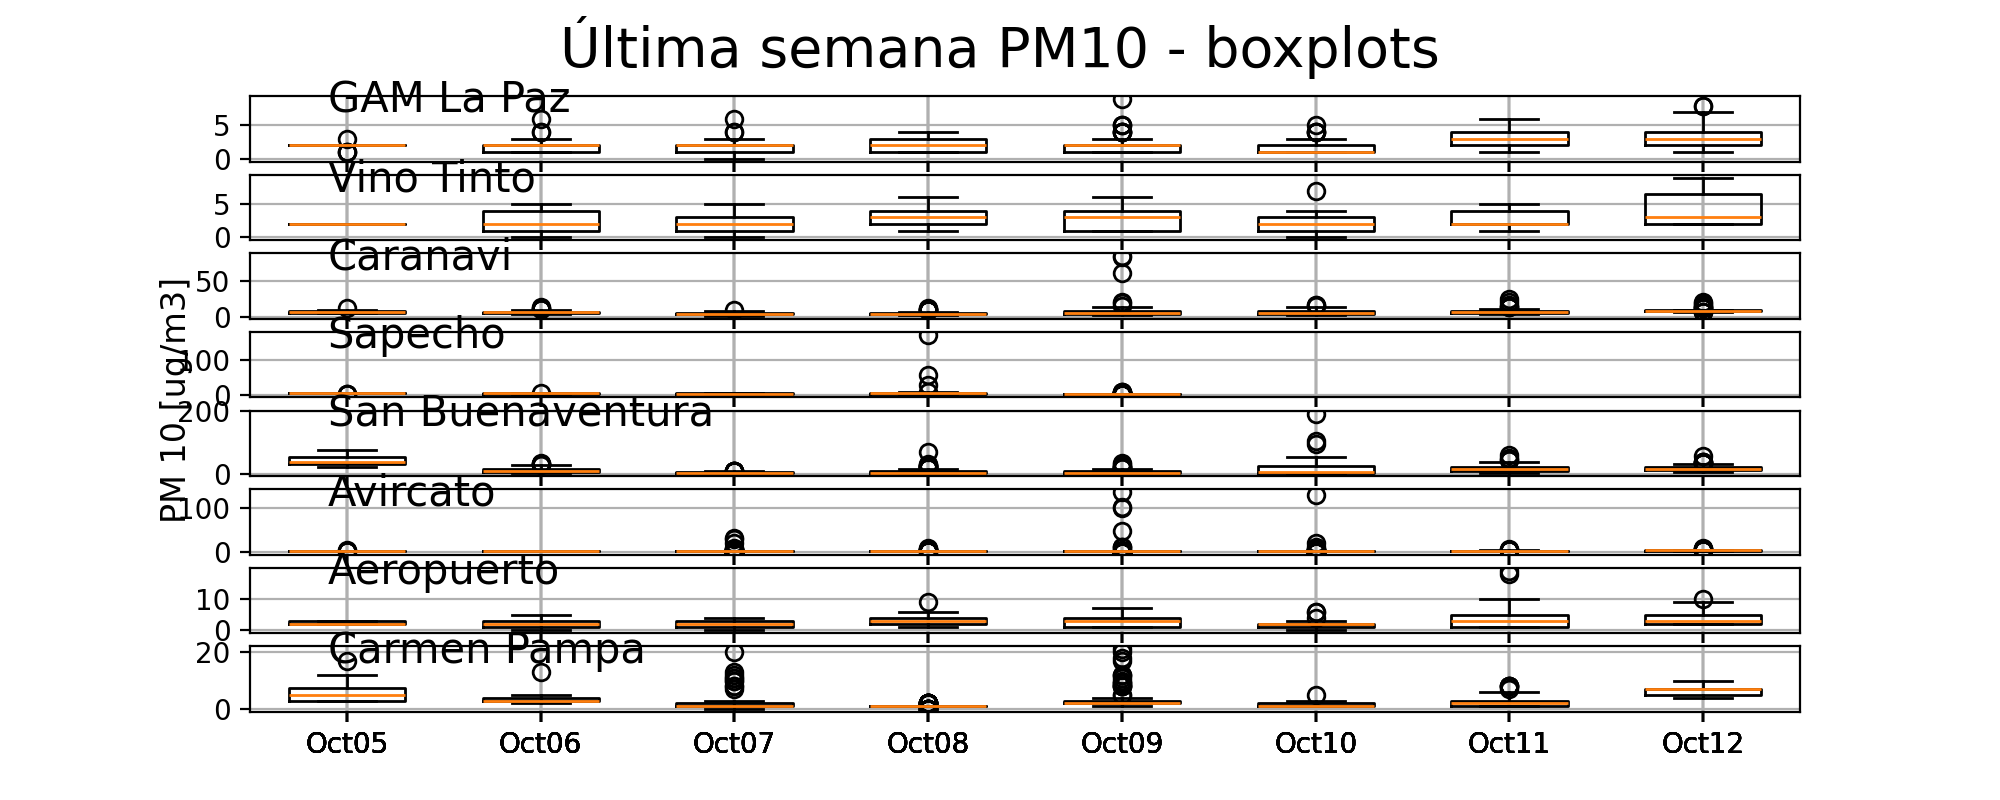 Última semana PM10 - boxplots
GAM La Paz
5
0
Vino Tinto
5
0
Caranavi
50
0
Sapecho
100
0
San Buenaventura
200
0
Avircato
100
0
Aeropuerto
10
0
Carmen Pampa
20
0
PM 10 [ug/m3]
Oct05 Oct06 Oct07 Oct08 Oct09 Oct10 Oct11 Oct12